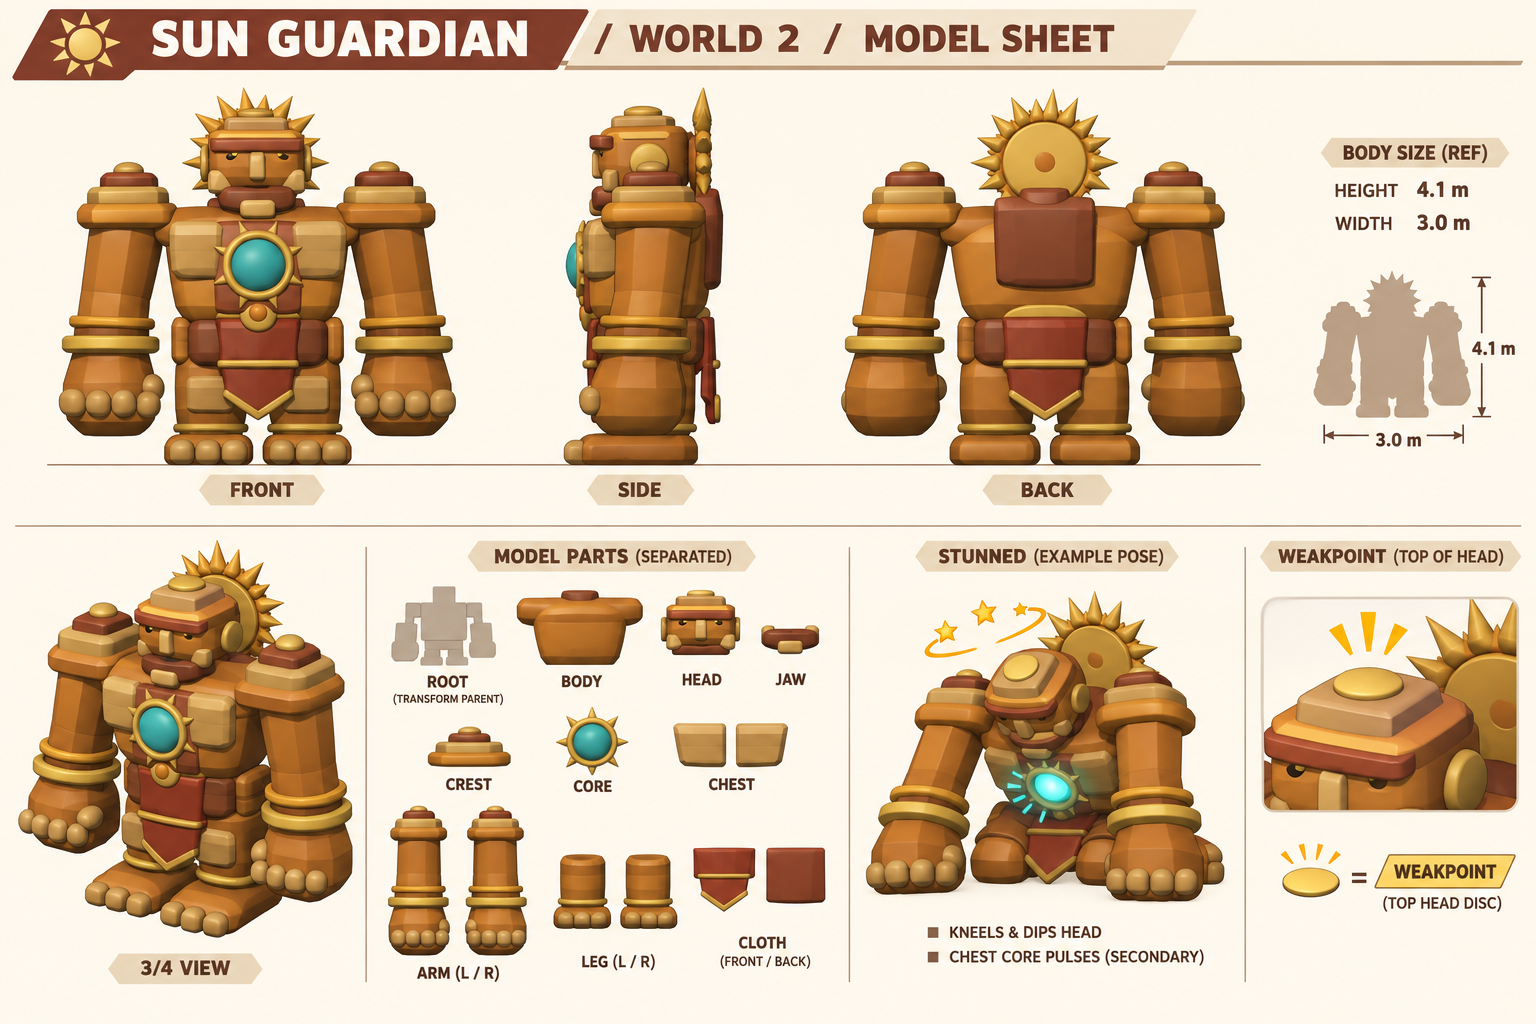 SUN GUARDIAN / WORLD 2 / MODEL SHEET
BODY SIZE (REF)
HEIGHT 4.1 m
WIDTH 3.0 m
4.1 m
3.0 m
FRONT
SIDE
BACK
3/4 VIEW
MODEL PARTS (SEPARATED)
ROOT
(TRANSFORM PARENT)
BODY
HEAD
JAW
CREST
CORE
CHEST
ARM (L / R)
LEG (L / R)
CLOTH
(FRONT / BACK)
STUNNED (EXAMPLE POSE)
KNEELS & DIPS HEAD
CHEST CORE PULSES (SECONDARY)
WEAKPOINT (TOP OF HEAD)
= WEAKPOINT
(TOP HEAD DISC)